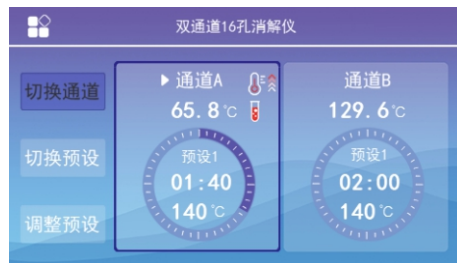 双通道16孔消解仪
切换通道
切换预设
调整预设
通道A
65.8℃
预设1
01:40
140℃
通道B
129.6℃
预设1
02:00
140℃